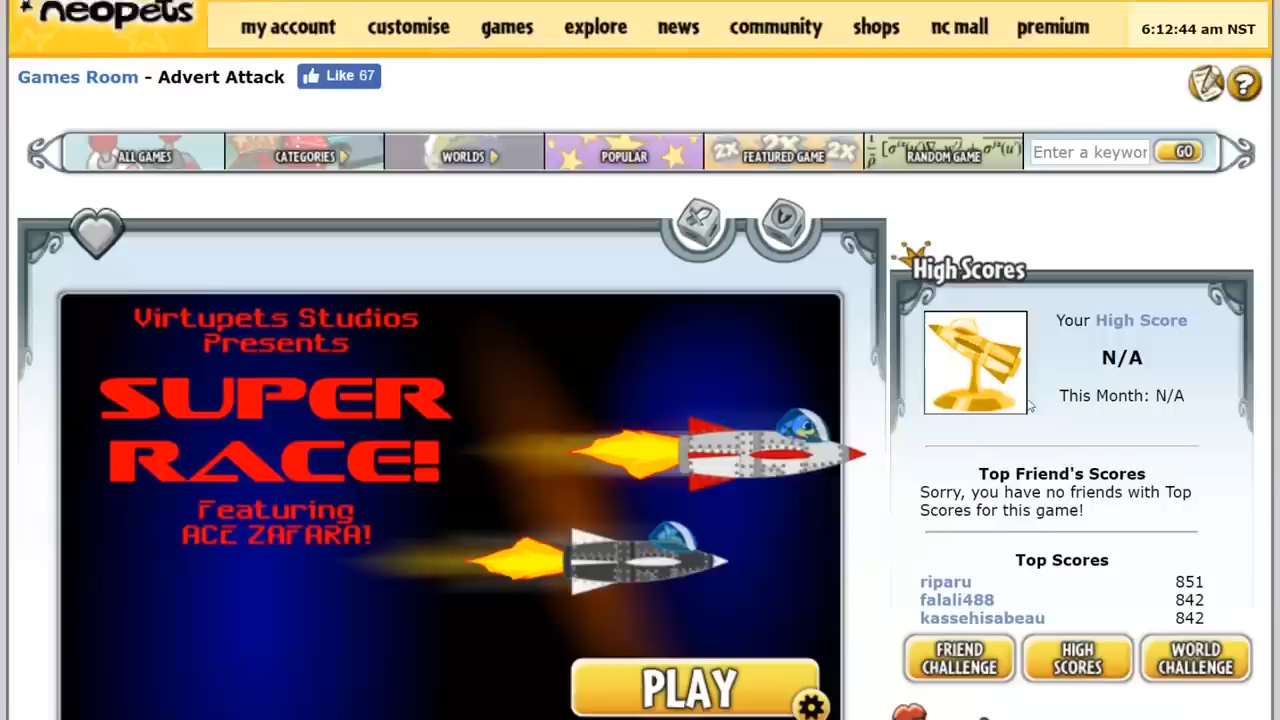 neopets
my account customise games explore news community shops nc mall premium 6:12:44 am NST
Games Room - Advert Attack Like 67
ALL GAMES CATEGORIES WORLDS POPULAR 2X 2X FEATURED GAME 2X RANDOM GAME Enter a keywor GO
High Scores
Virtupets Studios
Presents
SUPER
RACE!
Featuring
ACE ZAFARA!
PLAY
Your High Score
N/A
This Month: N/A
Top Friend's Scores
Sorry, you have no friends with Top
Scores for this game!
Top Scores
riparu 851
falali488 842
kassehisabeau 842
FRIEND CHALLENGE
HIGH SCORES
WORLD CHALLENGE